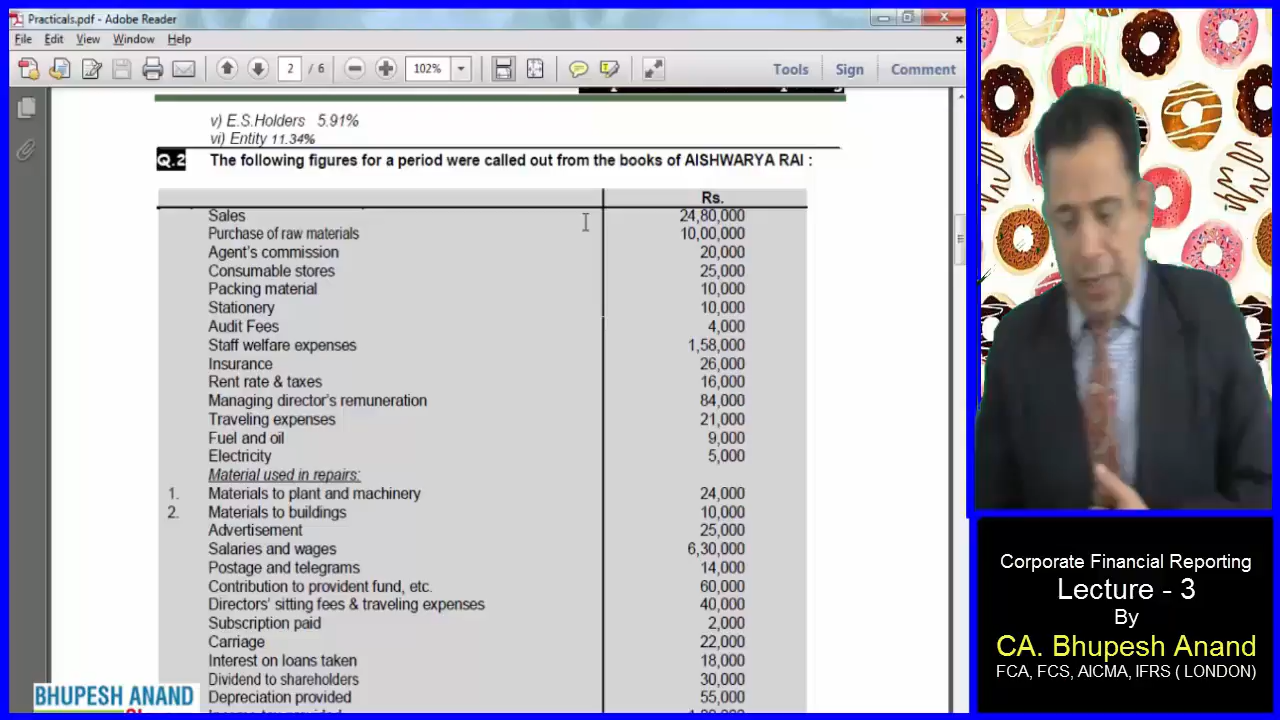 Practicals.pdf - Adobe Reader
File Edit View Window Help
2 / 6 102% Tools Sign Comment
v) E.S.Holders 5.91%
vi) Entity 11.34%
Q.2 The following figures for a period were called out from the books of AISHWARYA RAI :
Rs.
Sales 24,80,000
Purchase of raw materials 10,00,000
Agent's commission 20,000
Consumable stores 25,000
Packing material 10,000
Stationery 10,000
Audit Fees 4,000
Staff welfare expenses 1,58,000
Insurance 26,000
Rent rate & taxes 16,000
Managing director's remuneration 84,000
Traveling expenses 21,000
Fuel and oil 9,000
Electricity 5,000
Material used in repairs:
1. Materials to plant and machinery 24,000
2. Materials to buildings 10,000
Advertisement 25,000
Salaries and wages 6,30,000
Postage and telegrams 14,000
Contribution to provident fund, etc. 60,000
Directors' sitting fees & traveling expenses 40,000
Subscription paid 2,000
Carriage 22,000
Interest on loans taken 18,000
Dividend to shareholders 30,000
Depreciation provided 55,000
BHUPESH ANAND
Corporate Financial Reporting
Lecture - 3
By
CA. Bhupesh Anand
FCA, FCS, AICMA, IFRS ( LONDON)